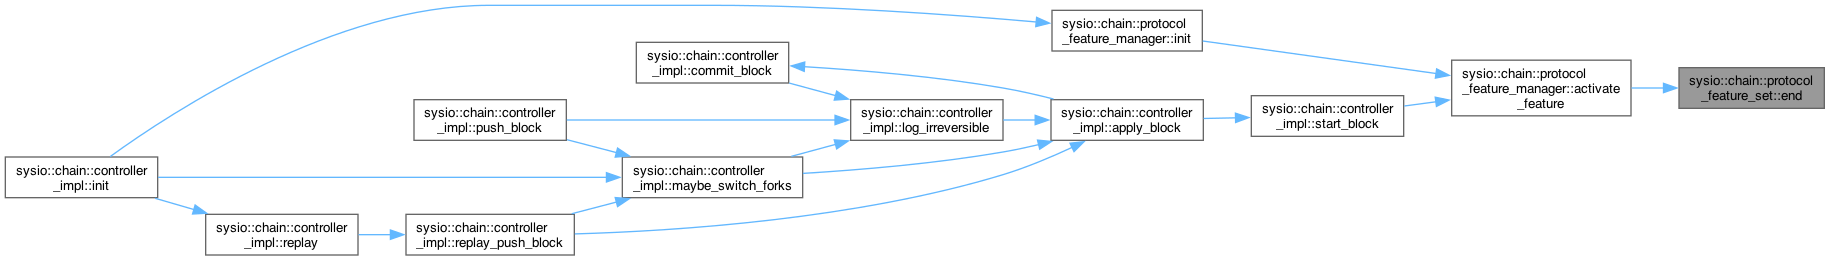 sysio::chain::protocol
_feature_manager::init
sysio::chain::controller
_impl::commit_block
sysio::chain::protocol
_feature_manager::activate
_feature
sysio::chain::protocol
_feature_set::end
sysio::chain::controller
_impl::push_block
sysio::chain::controller
_impl::log_irreversible
sysio::chain::controller
_impl::apply_block
sysio::chain::controller
_impl::start_block
sysio::chain::controller
_impl::init
sysio::chain::controller
_impl::maybe_switch_forks
sysio::chain::controller
_impl::replay
sysio::chain::controller
_impl::replay_push_block